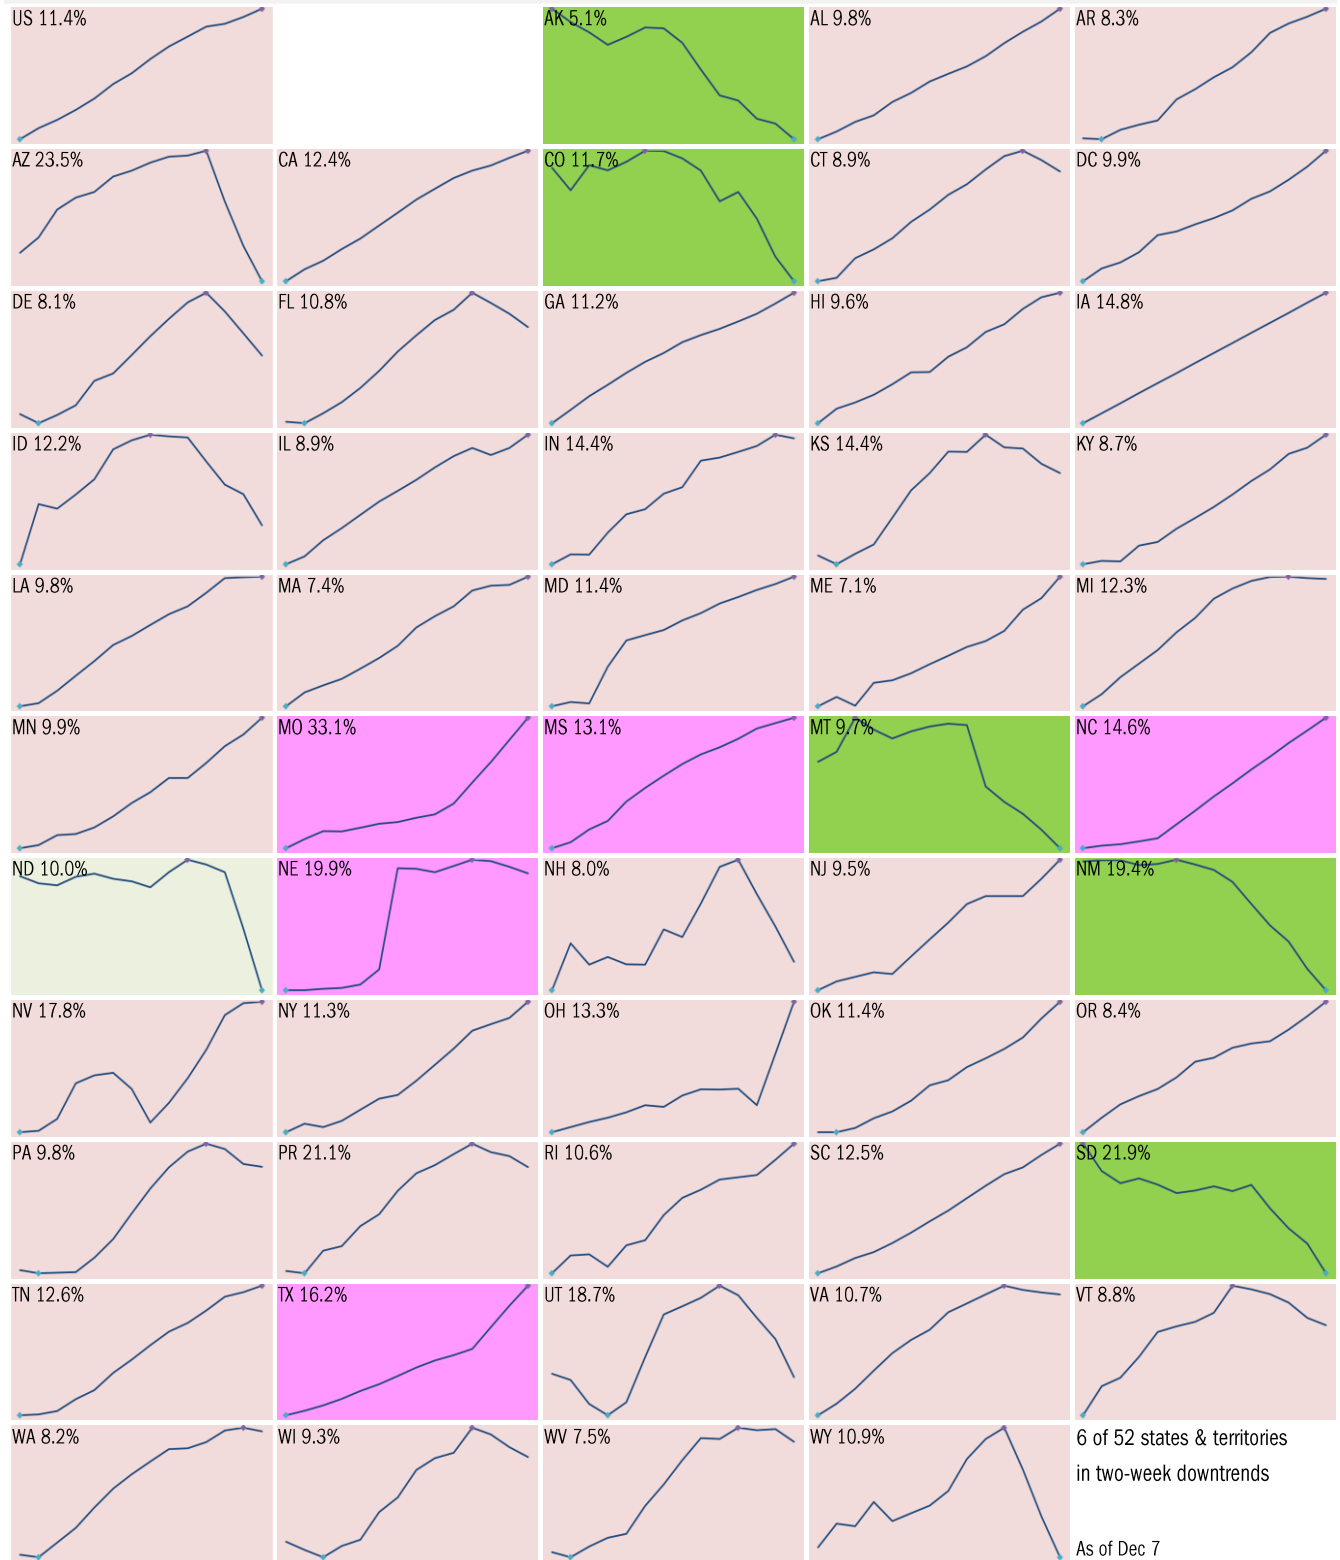 US 11.4%
AK 5.1%
AL 9.8%
AR 8.3%
AZ 23.5%
CA 12.4%
CO 11.7%
CT 8.9%
DC 9.9%
DE 8.1%
FL 10.8%
GA 11.2%
HI 9.6%
IA 14.8%
ID 12.2%
IL 8.9%
IN 14.4%
KS 14.4%
KY 8.7%
LA 9.8%
MA 7.4%
MD 11.4%
ME 7.1%
MI 12.3%
MN 9.9%
MO 33.1%
MS 13.1%
MT 9.7%
NC 14.6%
ND 10.0%
NE 19.9%
NH 8.0%
NJ 9.5%
NM 19.4%
NV 17.8%
NY 11.3%
OH 13.3%
OK 11.4%
OR 8.4%
PA 9.8%
PR 21.1%
RI 10.6%
SC 12.5%
SD 21.9%
TN 12.6%
TX 16.2%
UT 18.7%
VA 10.7%
VT 8.8%
WA 8.2%
WI 9.3%
WV 7.5%
WY 10.9%
6 of 52 states & territories
in two-week downtrends
As of Dec 7